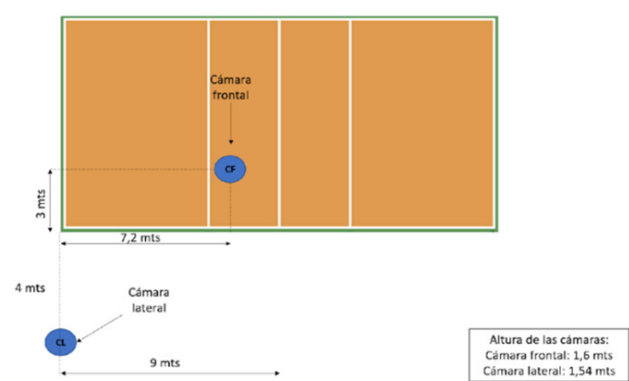 Cámara
frontal
CF
3 mts
7,2 mts
4 mts
Cámara
lateral
CL
9 mts
Altura de las cámaras:
Cámara frontal: 1,6 mts
Cámara lateral: 1,54 mts